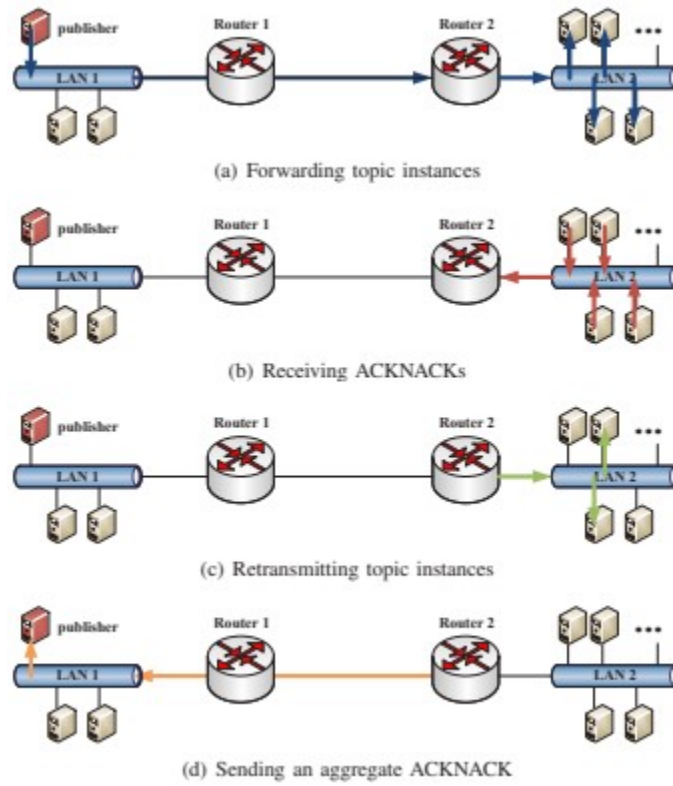 publisher
Router 1
Router 2
...
LAN 1
LAN 2
(a) Forwarding topic instances
publisher
Router 1
Router 2
...
LAN 1
LAN 2
(b) Receiving ACKNACKs
publisher
Router 1
Router 2
...
LAN 1
LAN 2
(c) Retransmitting topic instances
publisher
Router 1
Router 2
...
LAN 1
LAN 2
(d) Sending an aggregate ACKNACK